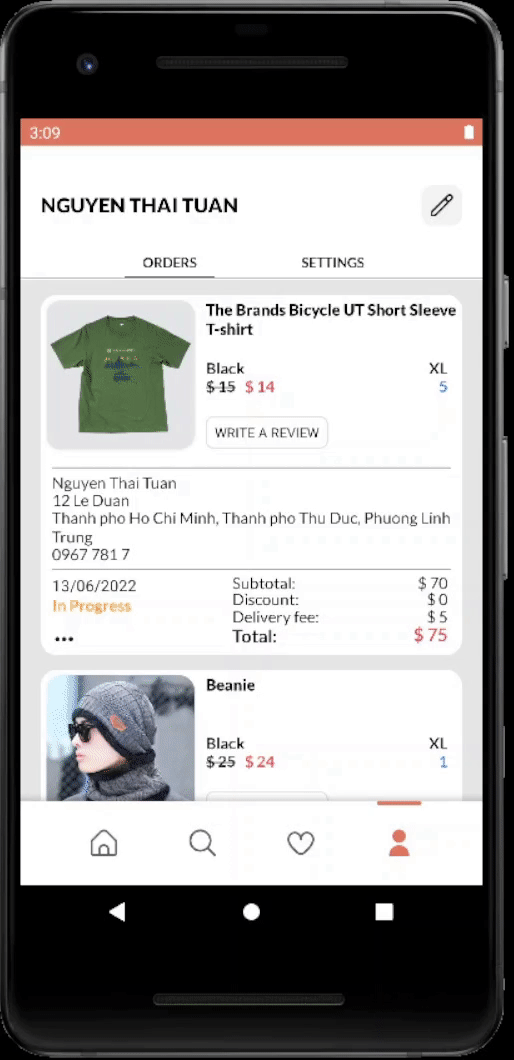 3:09
NGUYEN THAI TUAN
ORDERS SETTINGS
The Brands Bicycle UT Short Sleeve
T-shirt
Black XL
$ 15 $ 14 5
WRITE A REVIEW
Nguyen Thai Tuan
12 Le Duan
Thanh pho Ho Chi Minh, Thanh pho Thu Duc, Phuong Linh
Trung
0967 781 7
13/06/2022
In Progress
Subtotal: $ 70
Discount: $ 0
Delivery fee: $ 5
Total: $ 75
Beanie
Black XL
$ 25 $ 24 1